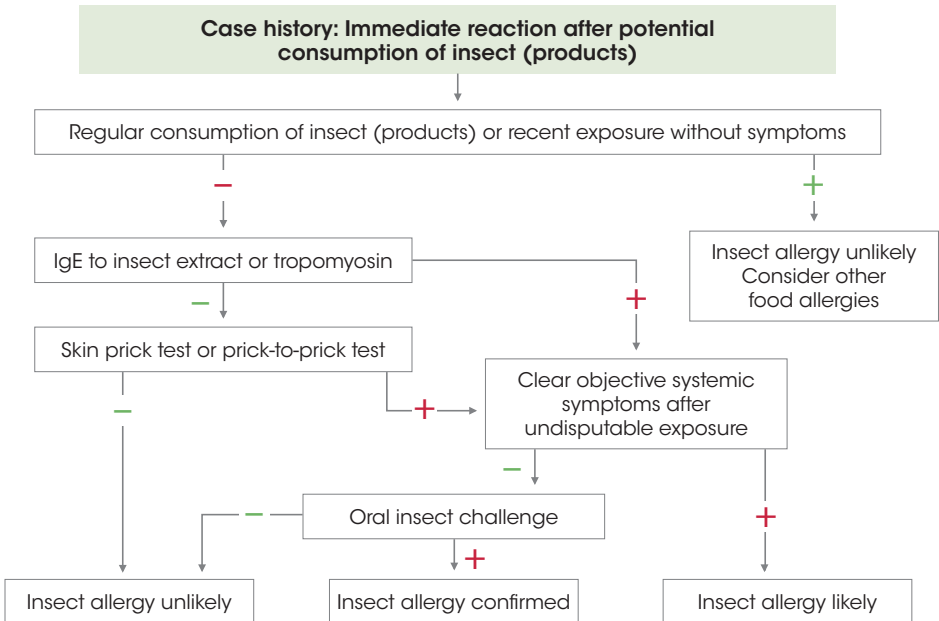 Case history: Immediate reaction after potential
consumption of insect (products)
Regular consumption of insect (products) or recent exposure without symptoms
−
+
IgE to insect extract or tropomyosin
Insect allergy unlikely
Consider other
food allergies
−
+
Skin prick test or prick-to-prick test
Clear objective systemic
symptoms after
undisputable exposure
−
+
−
Oral insect challenge
−
+
+
Insect allergy unlikely
Insect allergy confirmed
Insect allergy likely